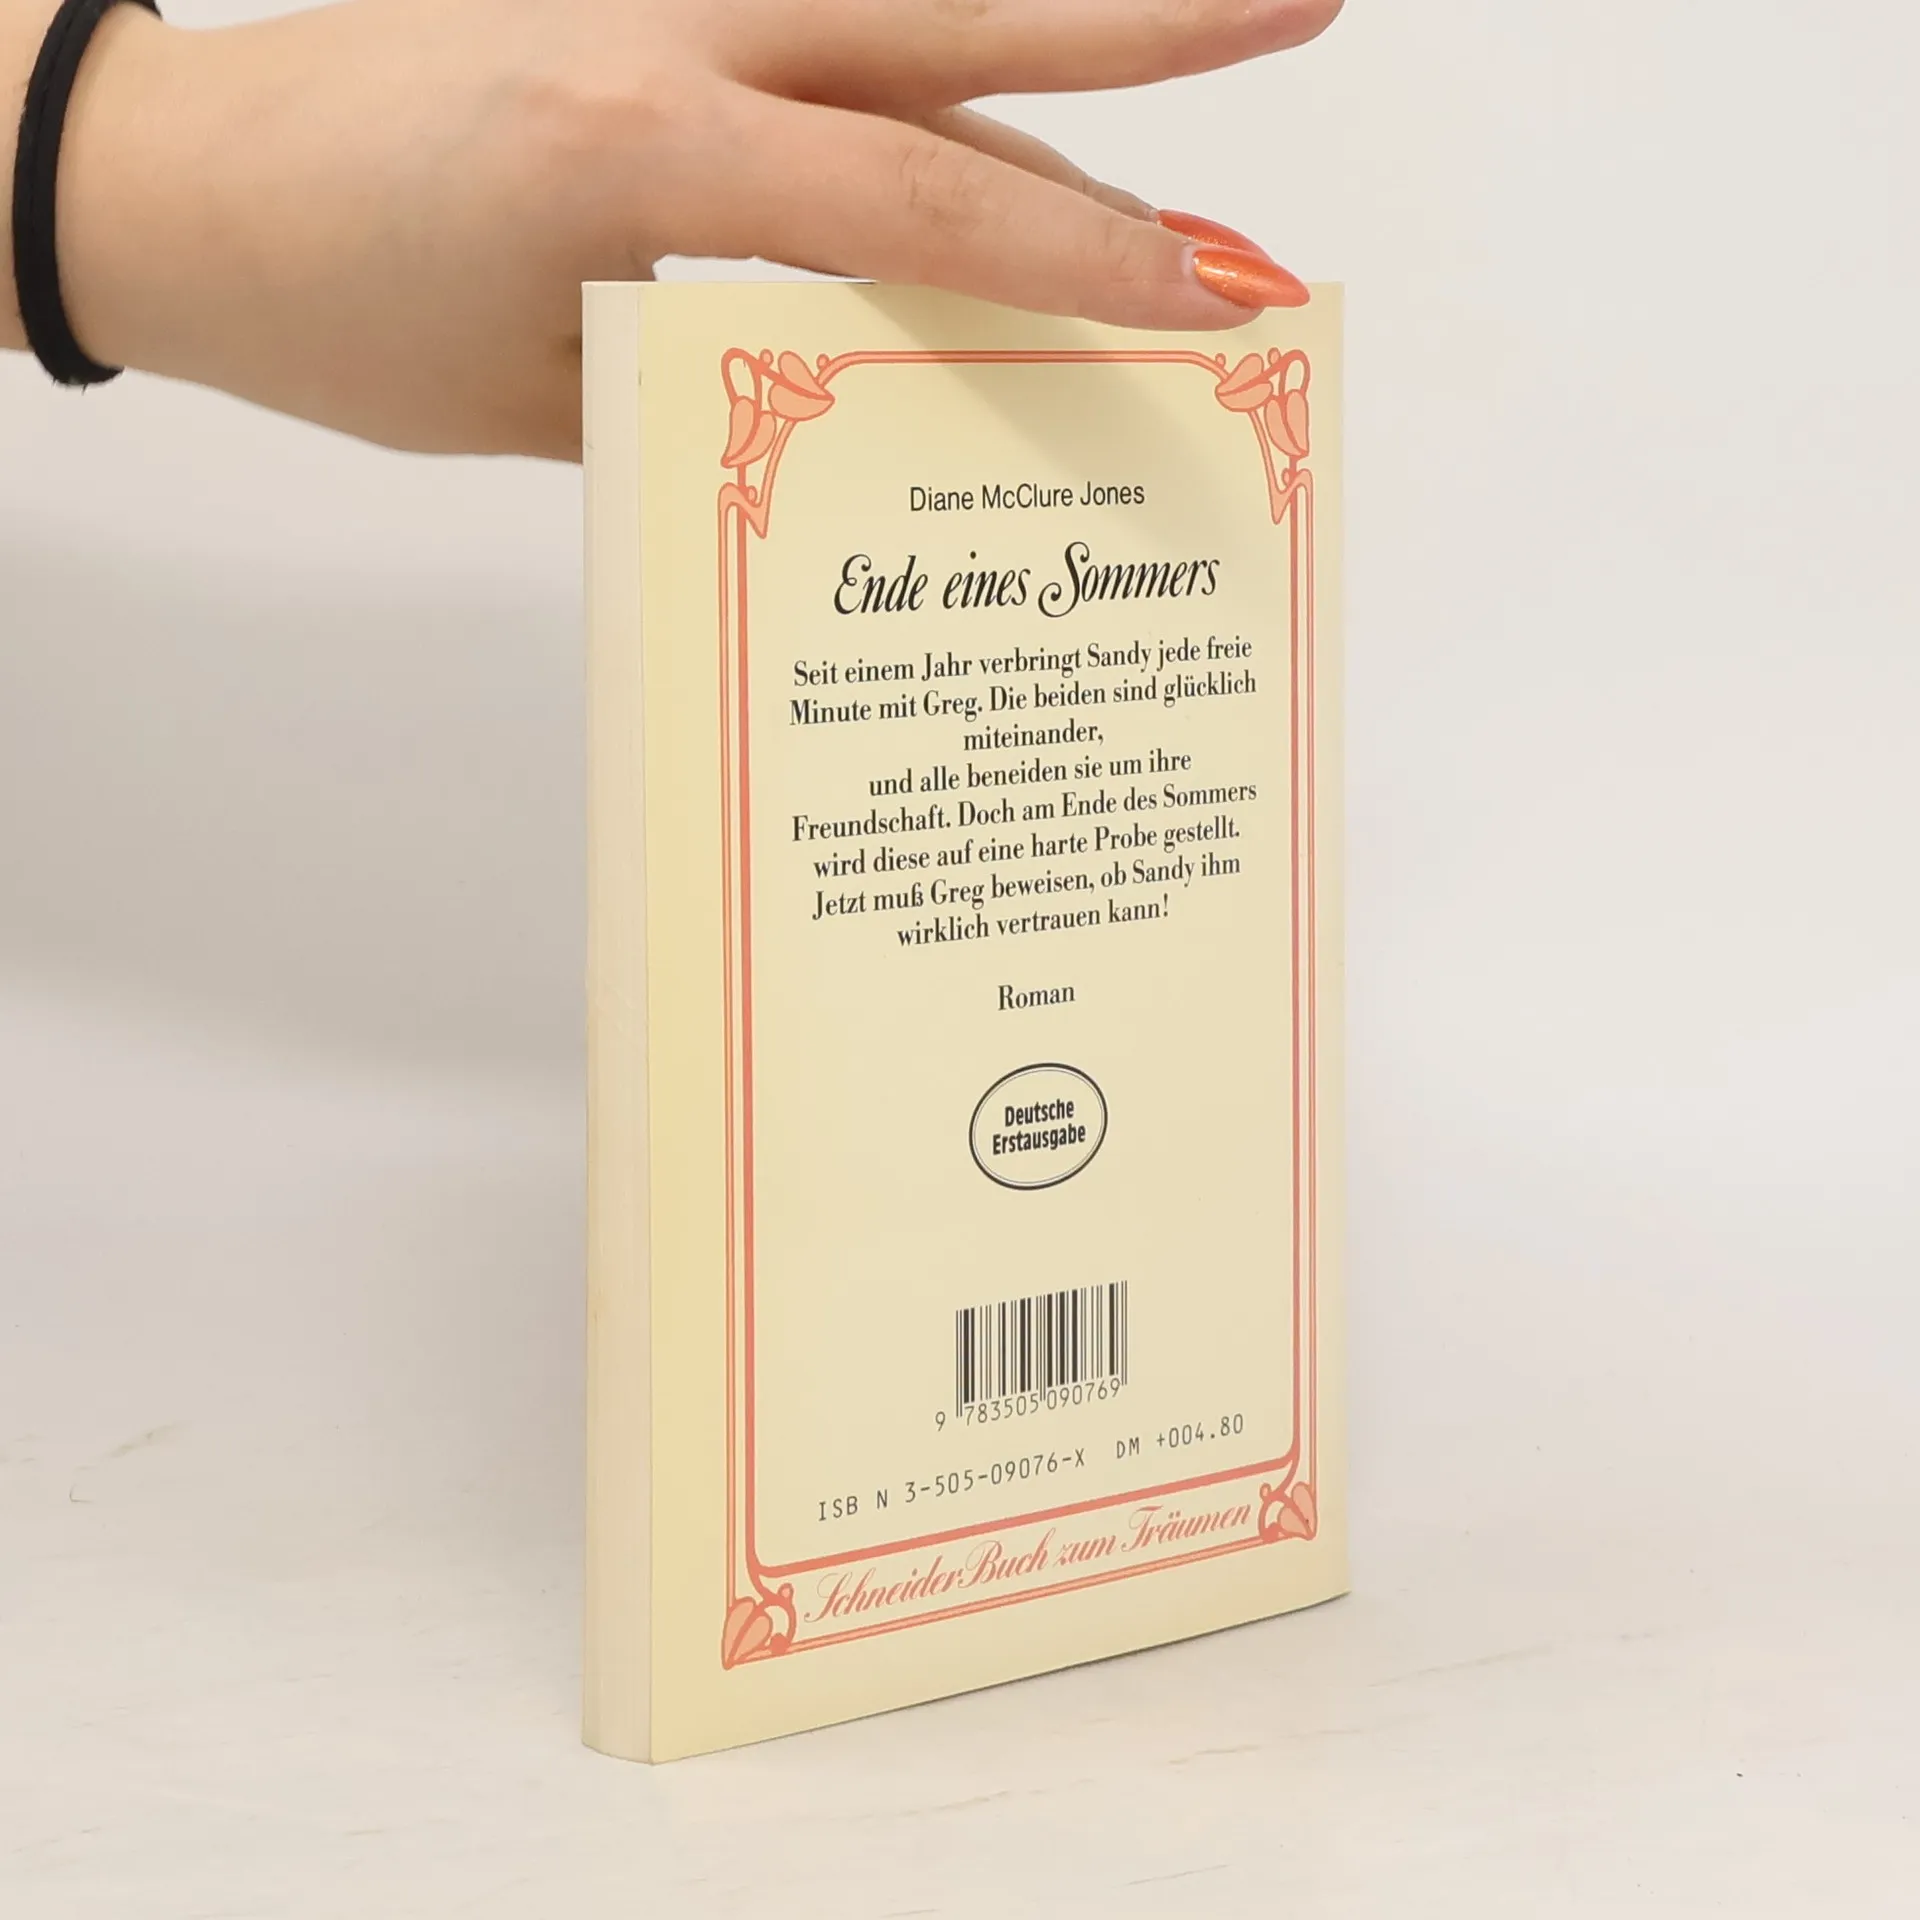 Diane McClure Jones
Ende eines Sommers
Seit einem Jahr verbringt Sandy jede freie
Minute mit Greg. Die beiden sind glücklich
miteinander,
und alle beneiden sie um ihre
Freundschaft. Doch am Ende des Sommers
wird diese auf eine harte Probe gestellt.
Jetzt muß Greg beweisen, ob Sandy ihm
wirklich vertrauen kann!
Roman
Deutsche
Erstausgabe
9 783505 090769
ISB N 3-505-09076-X DM +004.80
SchneiderBuch zum Träumen